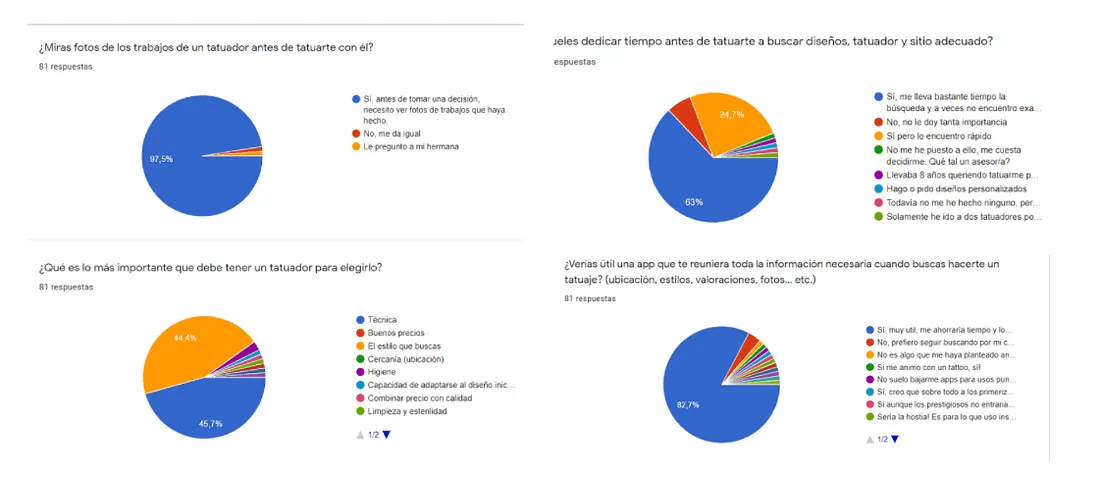 ¿Miras fotos de los trabajos de un tatuador antes de tatuarte con él?
81 respuestas
97,5%
Sí, antes de tomar una decisión,
necesito ver fotos de trabajos que haya
hecho.
No, me da igual
Le pregunto a mi hermana
ueles dedicar tiempo antes de tatuarte a buscar diseños, tatuador y sitio adecuado?
espuestas
24,7%
63%
Sí, me lleva bastante tiempo la
búsqueda y a veces no encuentro exa...
No, no le doy tanta importancia
Sí pero lo encuentro rápido
No me he puesto a ello, me cuesta
decidirme. Qué tal un asesor/a?
Llevaba 8 años queriendo tatuarme p...
Hago o pido diseños personalizados
Todavía no me he hecho ninguno, per...
Solamente he ido a dos tatuadores po...
¿Qué es lo más importante que debe tener un tatuador para elegirlo?
81 respuestas
44,4%
45,7%
Técnica
Buenos precios
El estilo que buscas
Cercanía (ubicación)
Higiene
Capacidad de adaptarse al diseño inic...
Combinar precio con calidad
Limpieza y esterilidad
1/2
¿Verías útil una app que te reuniera toda la información necesaria cuando buscas hacerte un
tatuaje? (ubicación, estilos, valoraciones, fotos... etc.)
81 respuestas
82,7%
Sí, muy util, me ahorraría tiempo y lo...
No, prefiero seguir buscando por mi c...
No es algo que me haya planteado an...
Si me animo con un tattoo, sí!
No suelo bajarme apps para usos pun...
Sí, creo que sobre todo a los primeriz...
Si aunque los prestigiosos no entraria...
Sería la hostia! Es para lo que uso ins...
1/2